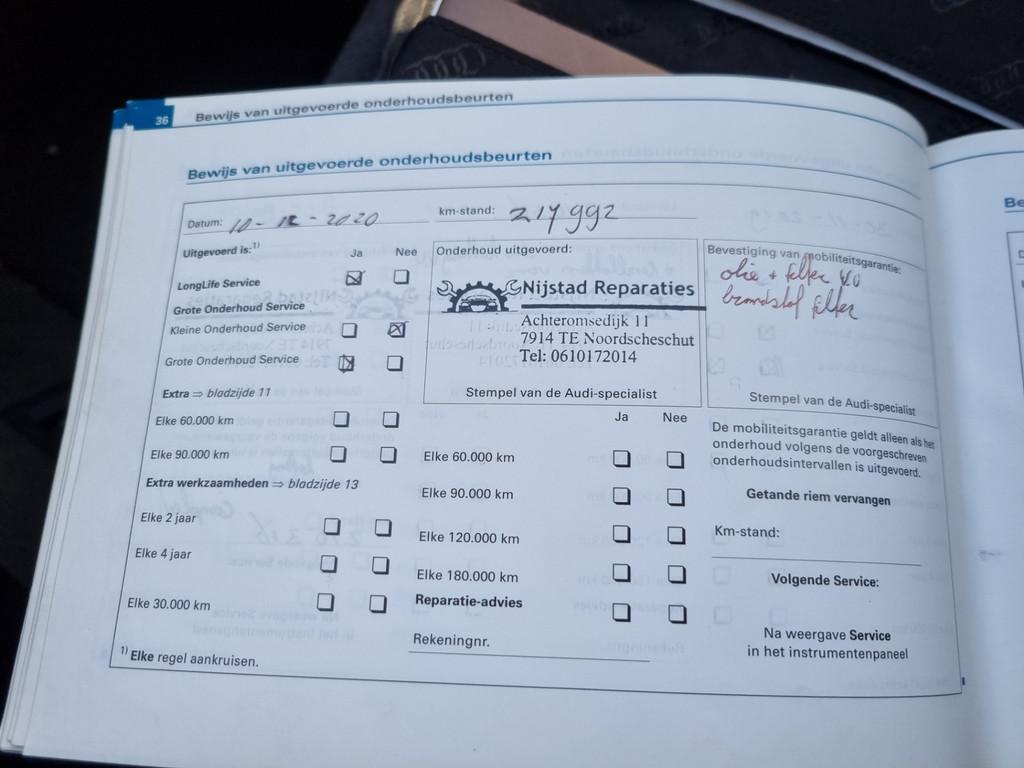 36
Bewijs van uitgevoerde onderhoudsbeurten
Bewijs van uitgevoerde onderhoudsbeurten
Datum: 10-12-2020
km-stand: 217992
Uitgevoerd is:1)
Ja Nee
LongLife Service
Grote Onderhoud Service
Kleine Onderhoud Service
Grote Onderhoud Service
Extra ⇒ bladzijde 11
Elke 60.000 km
Elke 90.000 km
Extra werkzaamheden ⇒ bladzijde 13
Elke 2 jaar
Elke 4 jaar
Elke 30.000 km
1) Elke regel aankruisen.
Onderhoud uitgevoerd:
Nijstad Reparaties
Achteromsedijk 11
7914 TE Noordscheschut
Tel: 0610172014
Stempel van de Audi-specialist
Ja Nee
Elke 60.000 km
Elke 90.000 km
Elke 120.000 km
Elke 180.000 km
Reparatie-advies
Rekeningnr.
Bevestiging van mobiliteitsgarantie:
olie + filter
brandstof filter
Stempel van de Audi-specialist
De mobiliteitsgarantie geldt alleen als het
onderhoud volgens de voorgeschreven
onderhoudsintervallen is uitgevoerd.
Getande riem vervangen
Km-stand:
Volgende Service:
Na weergave Service
in het instrumentenpaneel
Be